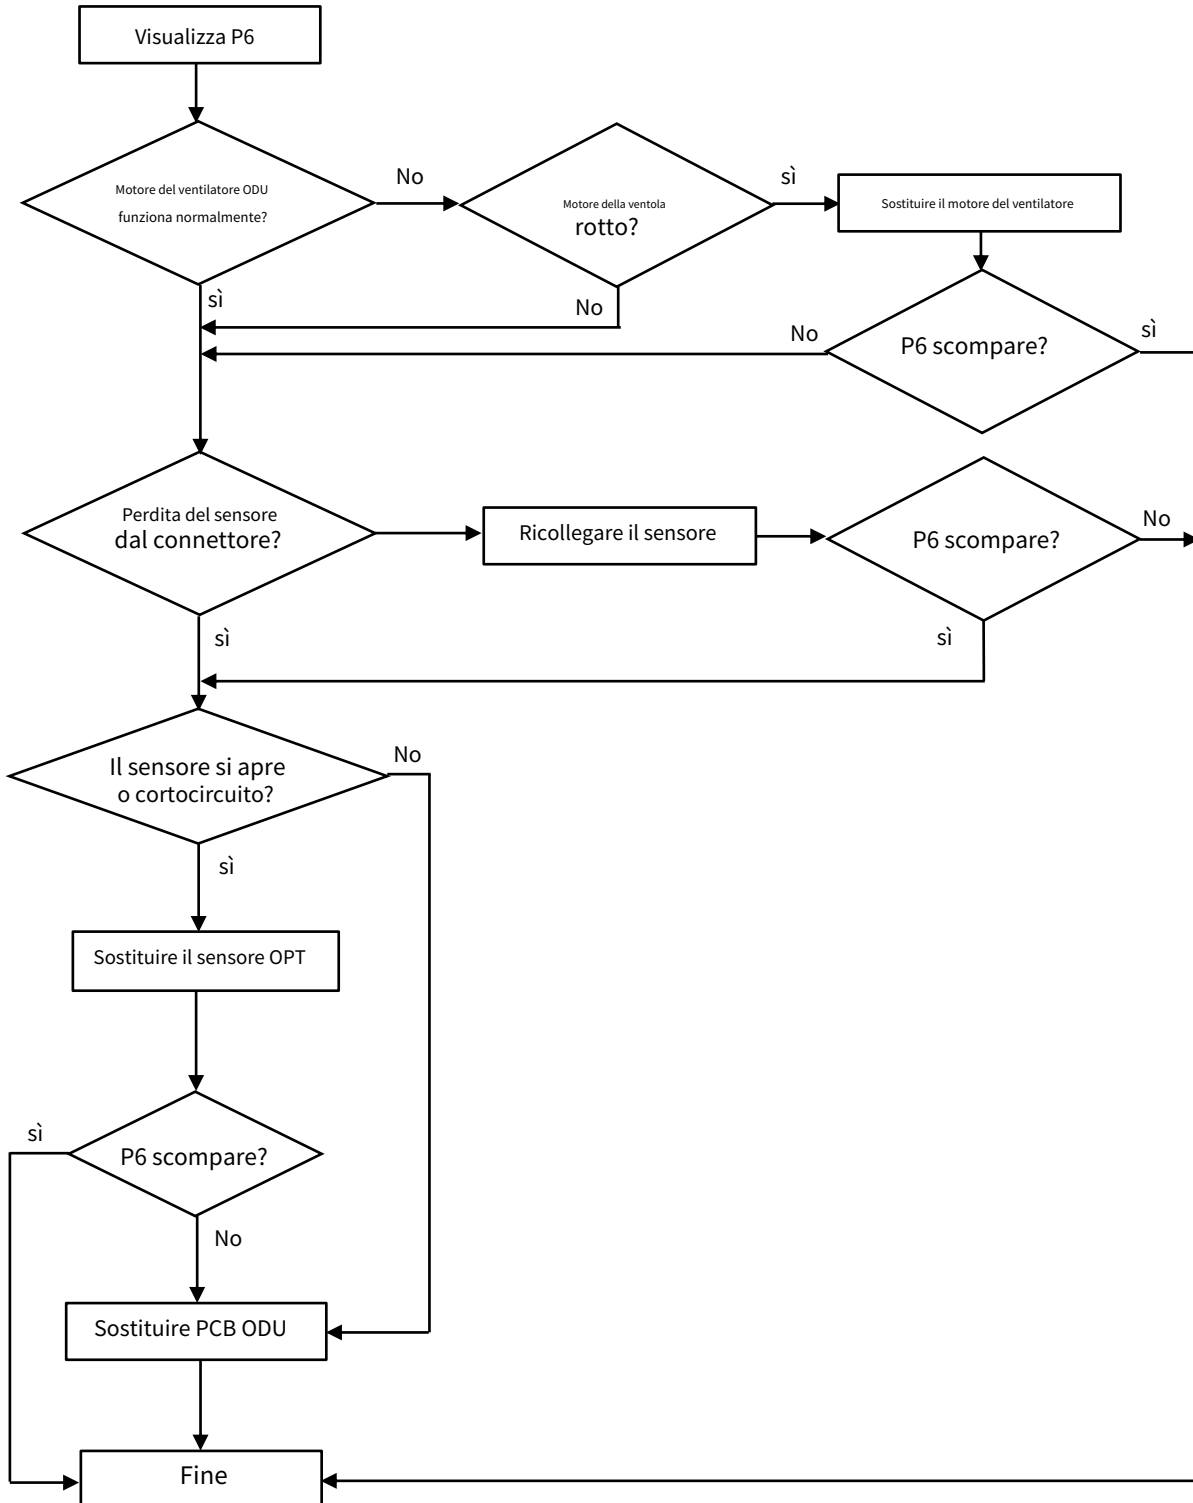 Visualizza P6
Motore del ventilatore ODU
funziona normalmente?
No
Motore della ventola
rotto?
sì
Sostituire il motore del ventilatore
sì
No
No
P6 scompare?
sì
Perdita del sensore
dal connettore?
Ricollegare il sensore
P6 scompare?
No
sì
sì
Il sensore si apre
o cortocircuito?
No
sì
Sostituire il sensore OPT
sì
P6 scompare?
No
Sostituire PCB ODU
Fine